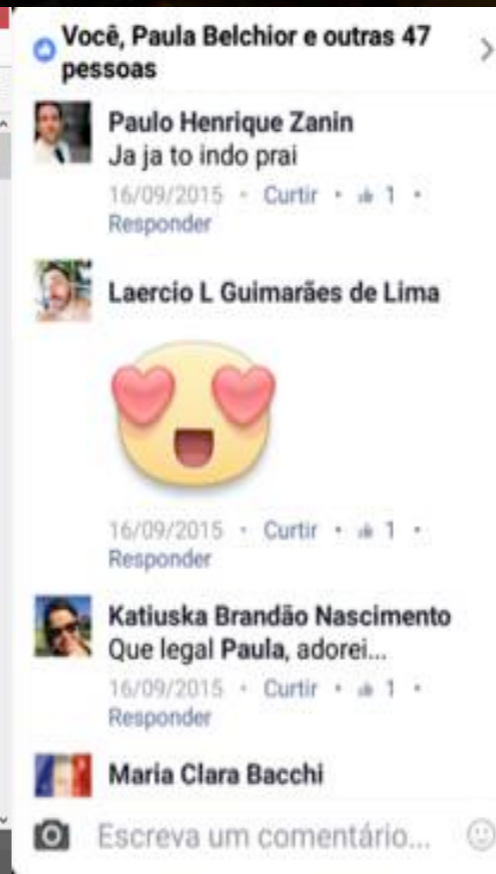 Você, Paula Belchior e outras 47
pessoas
Paulo Henrique Zanin
Ja ja to indo prai
16/09/2015 • Curtir • 1 •
Responder
Laercio L Guimarães de Lima
16/09/2015 • Curtir • 1 •
Responder
Katiuska Brandão Nascimento
Que legal Paula, adorei...
16/09/2015 • Curtir • 1 •
Responder
Maria Clara Bacchi
Escreva um comentário...